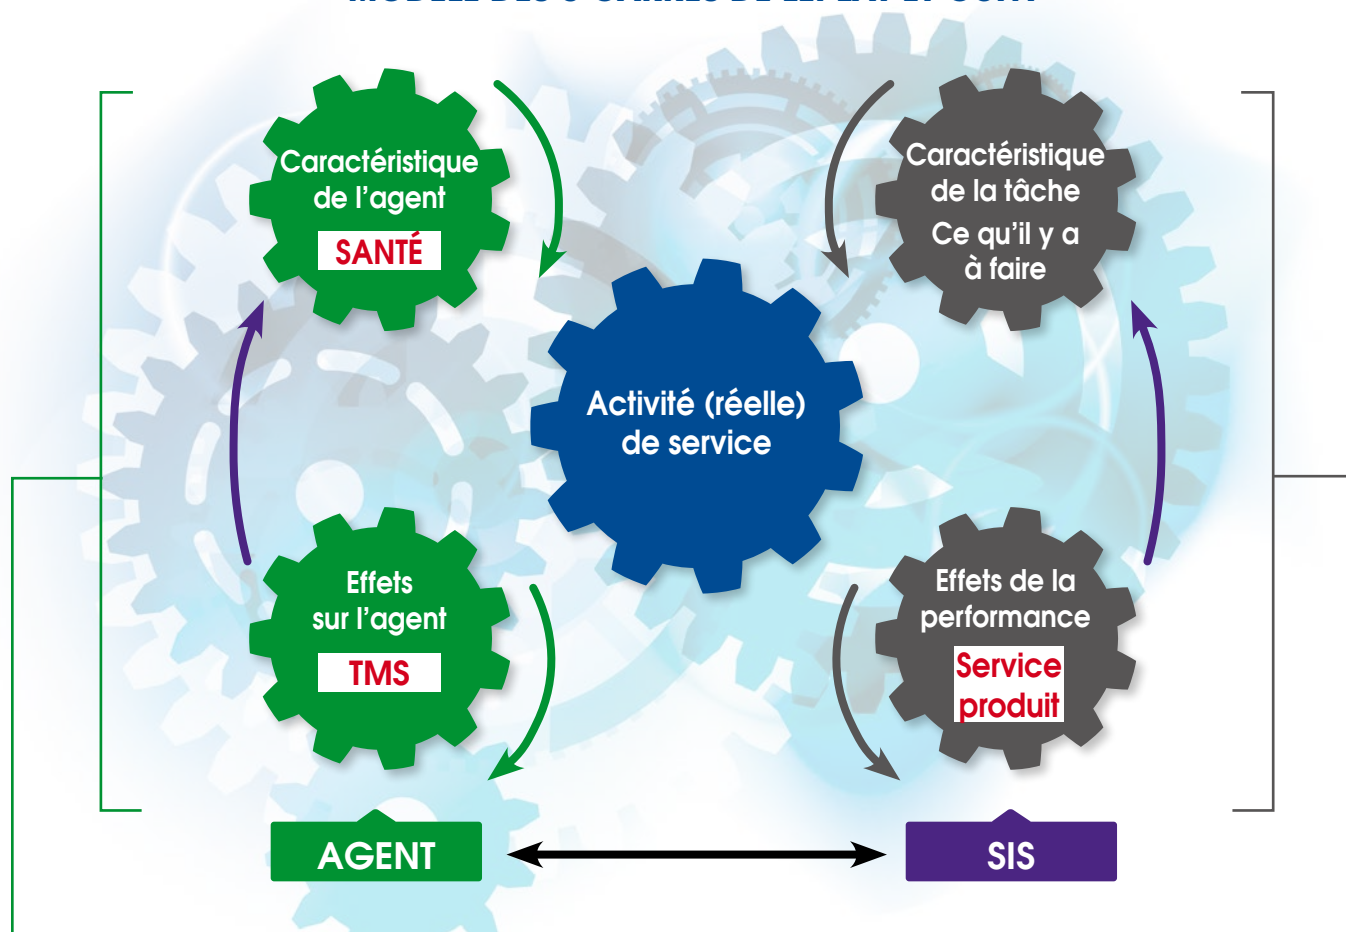 Caractéristique
de l'agent
SANTÉ
Caractéristique
de la tâche
Ce qu'il y a
à faire
Activité (réelle)
de service
Effets
sur l'agent
TMS
Effets de la
performance
Service
produit
AGENT
SIS